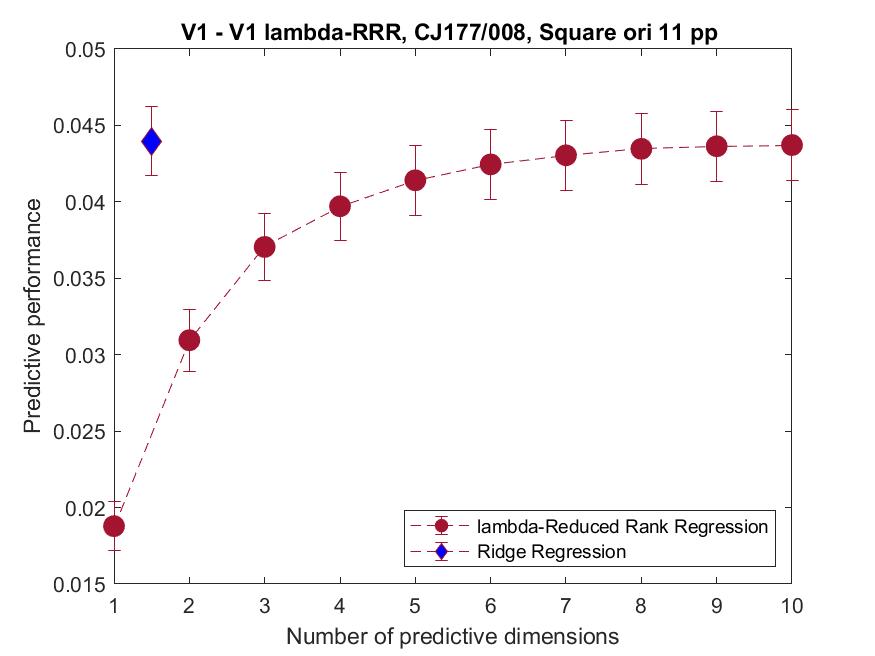 V1 - V1 lambda-RRR, CJ177/008, Square ori 11 pp
0.05
0.045
0.04
0.035
0.03
0.025
0.02
0.015
Predictive performance
lambda-Reduced Rank Regression
Ridge Regression
1 2 3 4 5 6 7 8 9 10
Number of predictive dimensions